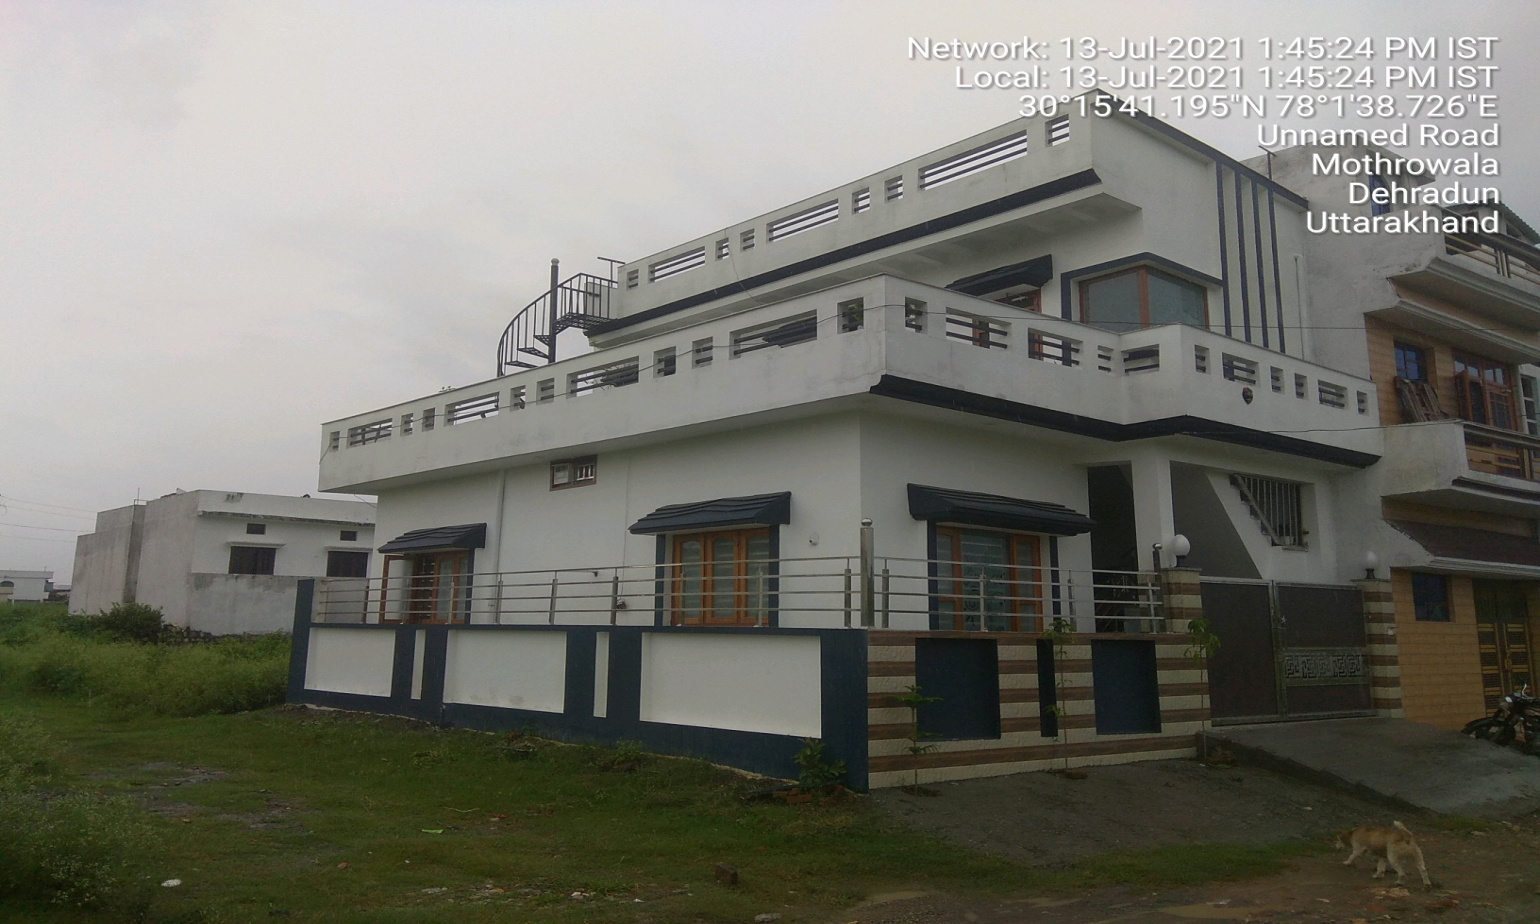 Network: 13-Jul-2021 1:45:24 PM IST
Local: 13-Jul-2021 1:45:24 PM IST
30°15'41.195"N 78°1'38.726"E
Unnamed Road
Mothrowala
Dehradun
Uttarakhand